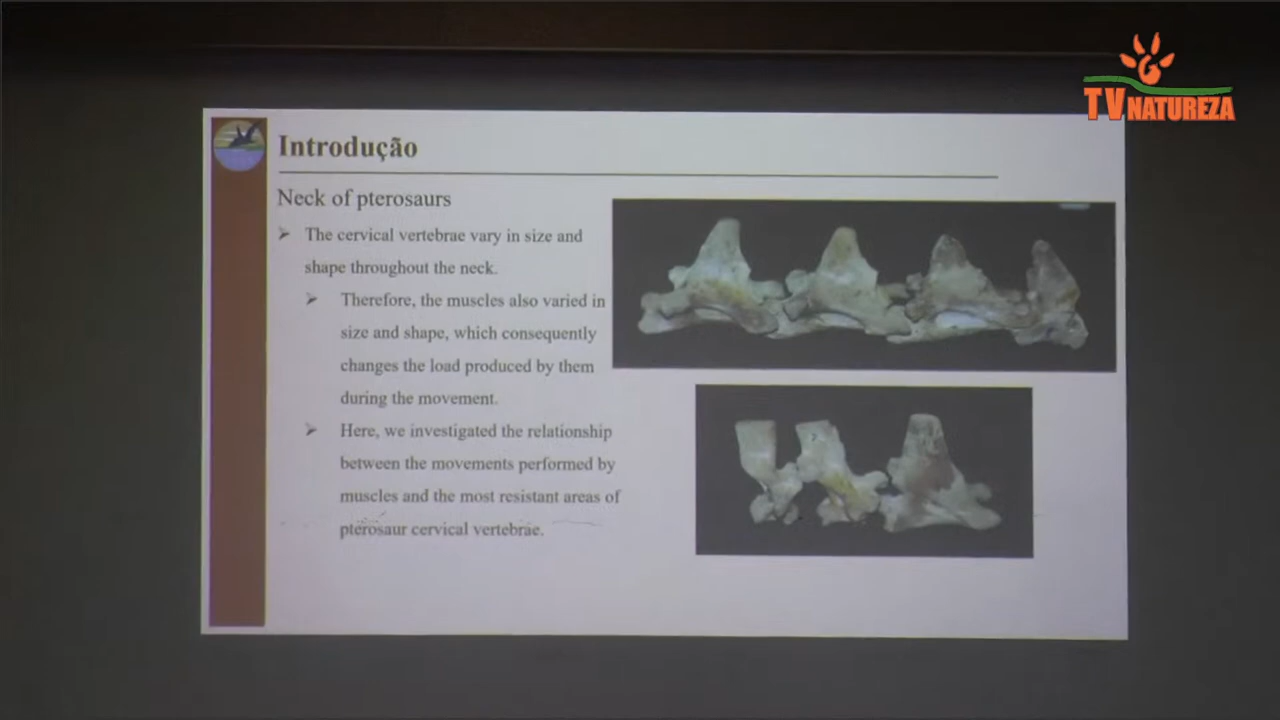 TV NATUREZA
Introdução
Neck of pterosaurs
The cervical vertebrae vary in size and
shape throughout the neck.
Therefore, the muscles also varied in
size and shape, which consequently
changes the load produced by them
during the movement.
Here, we investigated the relationship
between the movements performed by
muscles and the most resistant areas of
pterosaur cervical vertebrae.